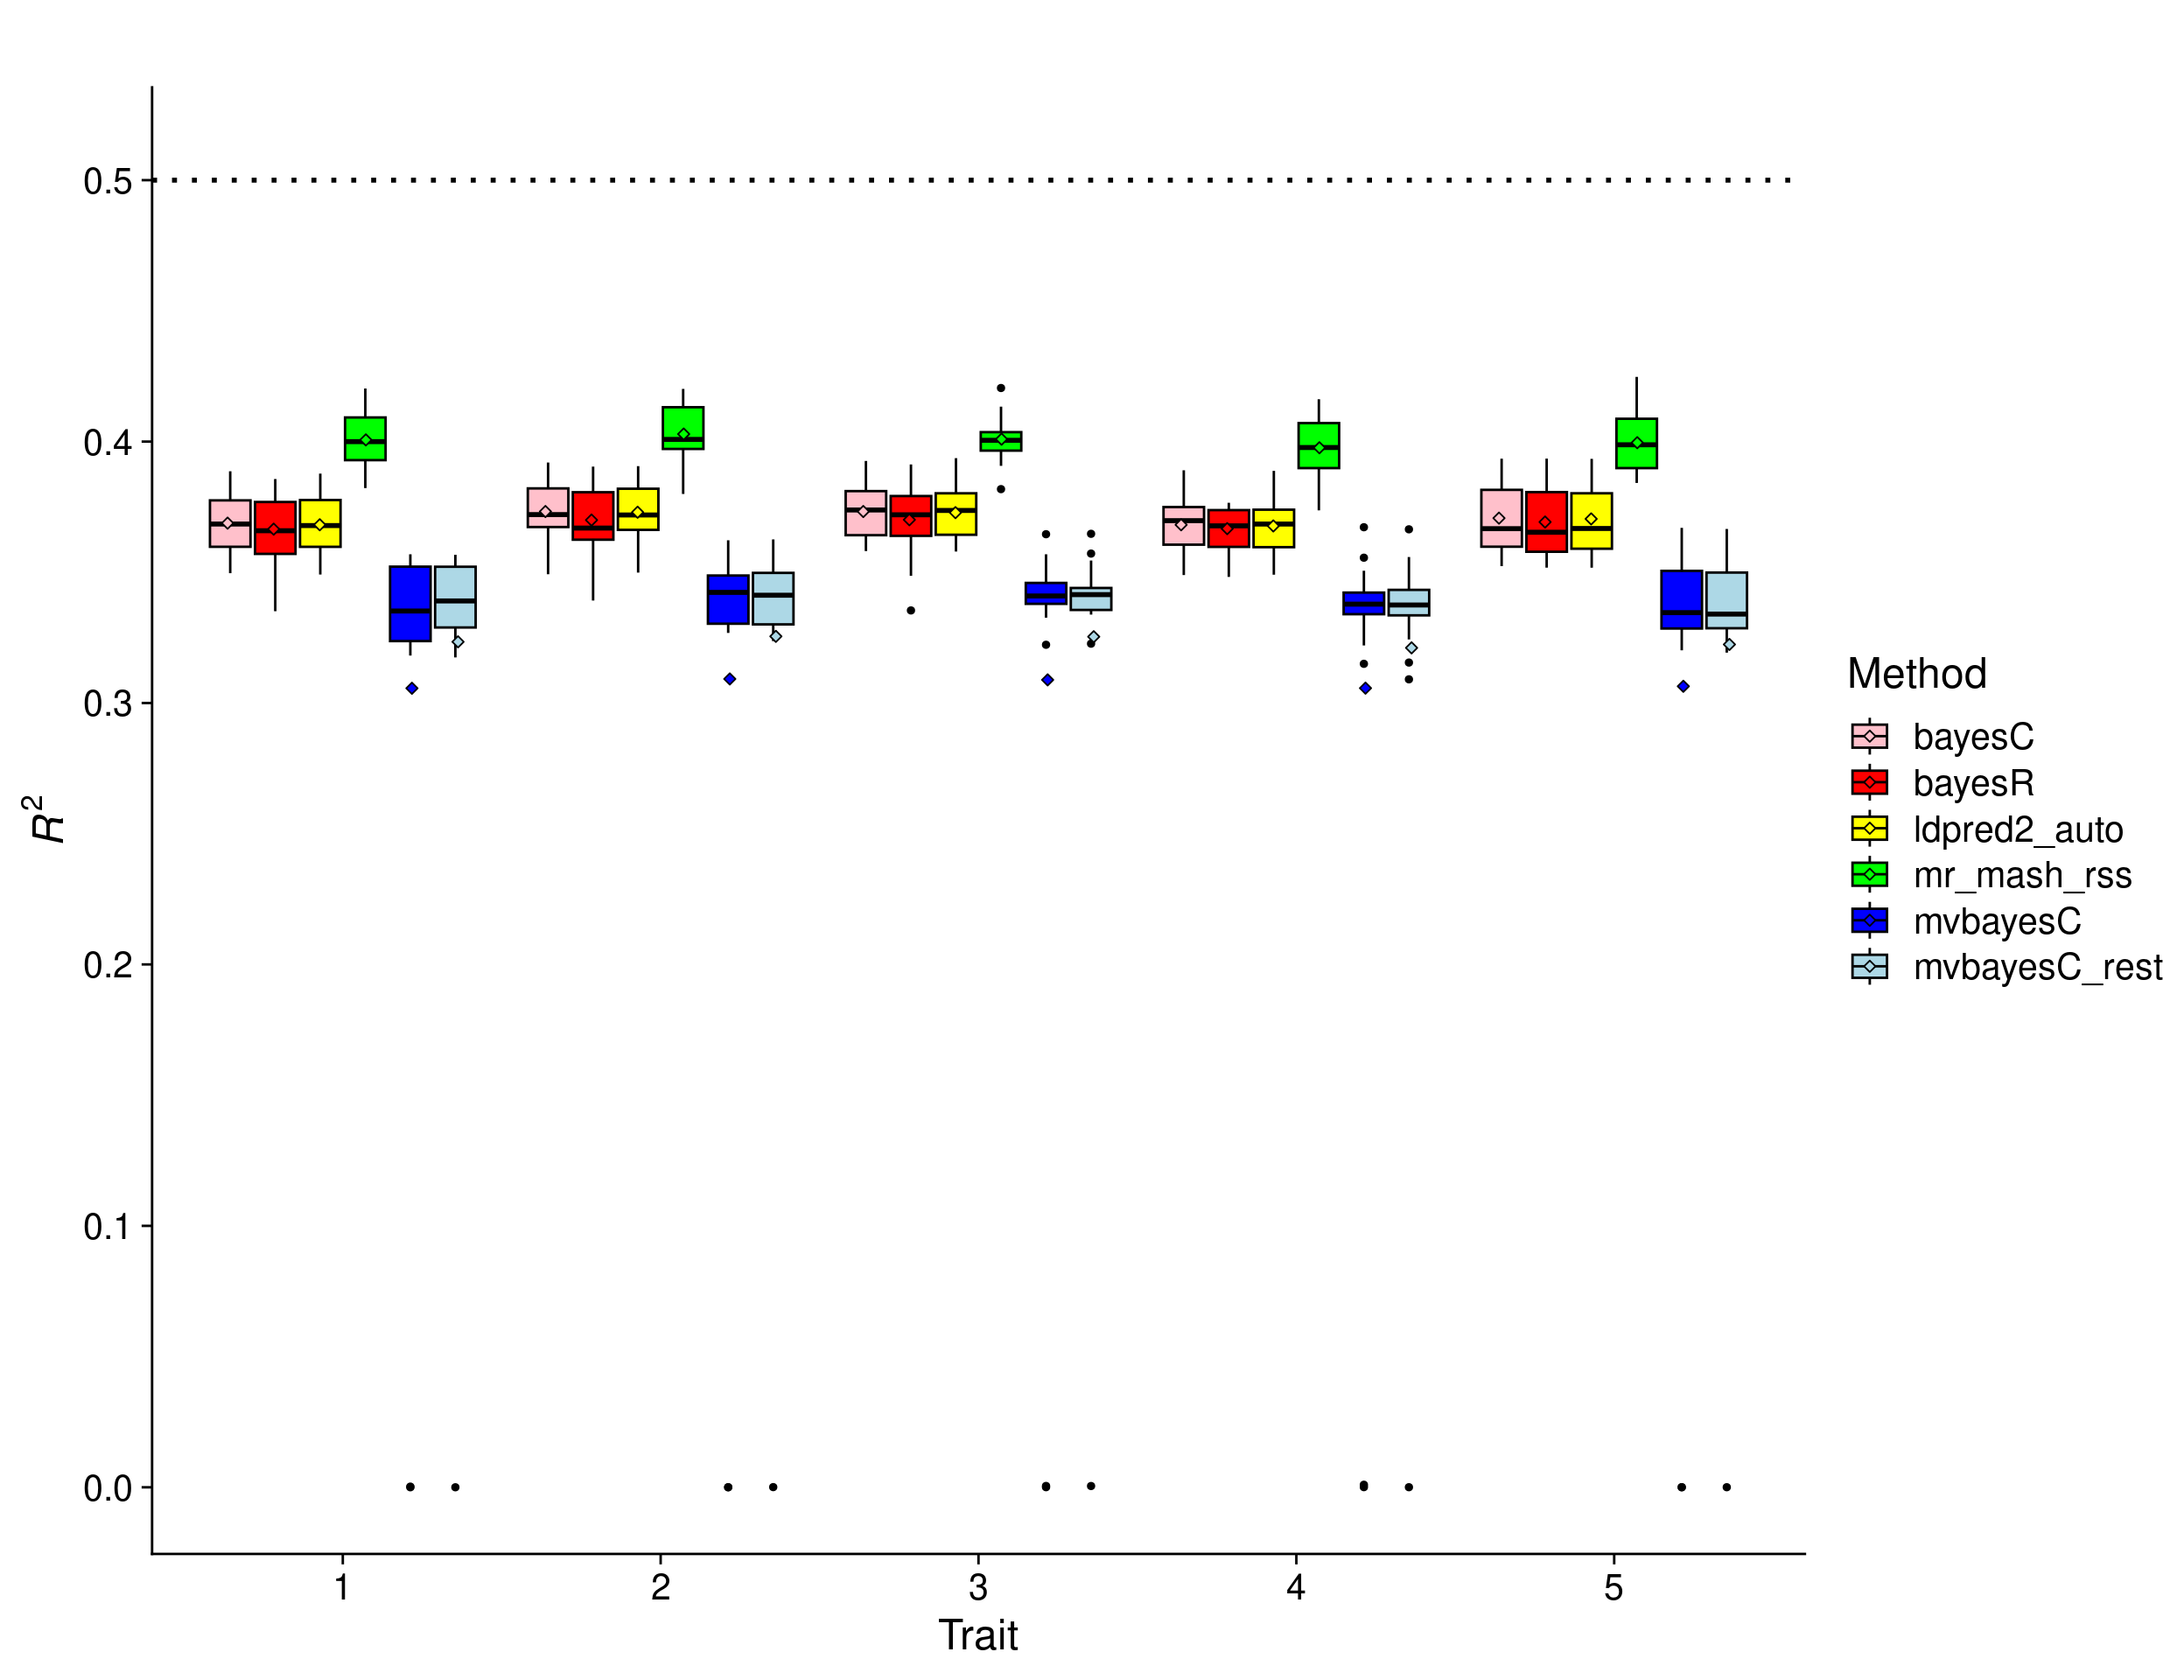 0.5
0.4
0.3
0.2
0.1
0.0
R²
1 2 3 4 5
Trait
Method
bayesC
bayesR
ldpred2_auto
mr_mash_rss
mvbayesC
mvbayesC_rest